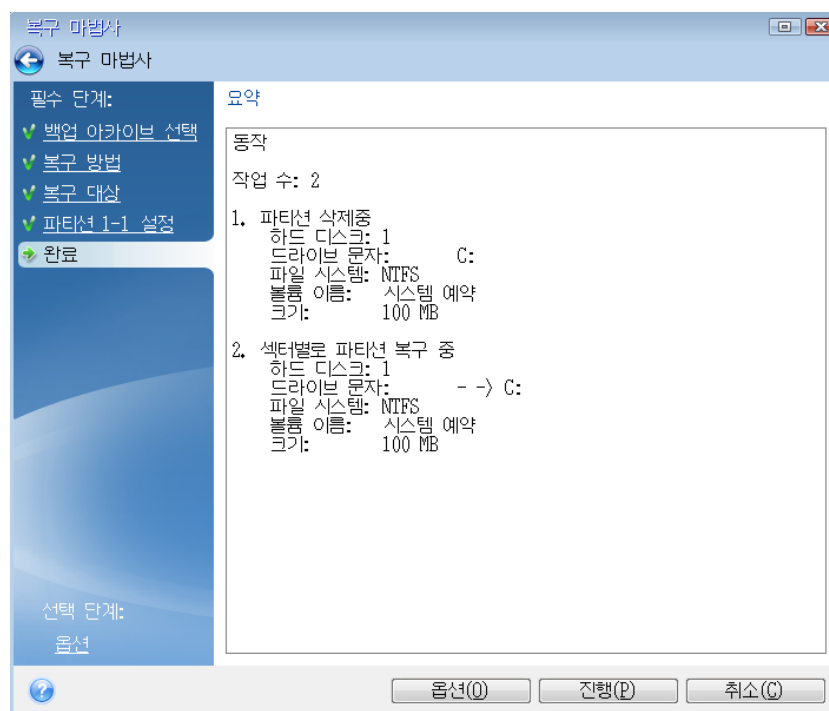 복구 마법사
복구 마법사
필수 단계:
백업 아카이브 선택
복구 방법
복구 대상
파티션 1-1 설정
완료
선택 단계:
옵션
요약
동작
작업 수: 2
1. 파티션 삭제중
하드 디스크: 1
드라이브 문자: C:
파일 시스템: NTFS
볼륨 이름: 시스템 예약
크기: 100 MB
2. 섹터별로 파티션 복구 중
하드 디스크: 1
드라이브 문자: - -> C:
파일 시스템: NTFS
볼륨 이름: 시스템 예약
크기: 100 MB
옵션(O) 진행(P) 취소(C)